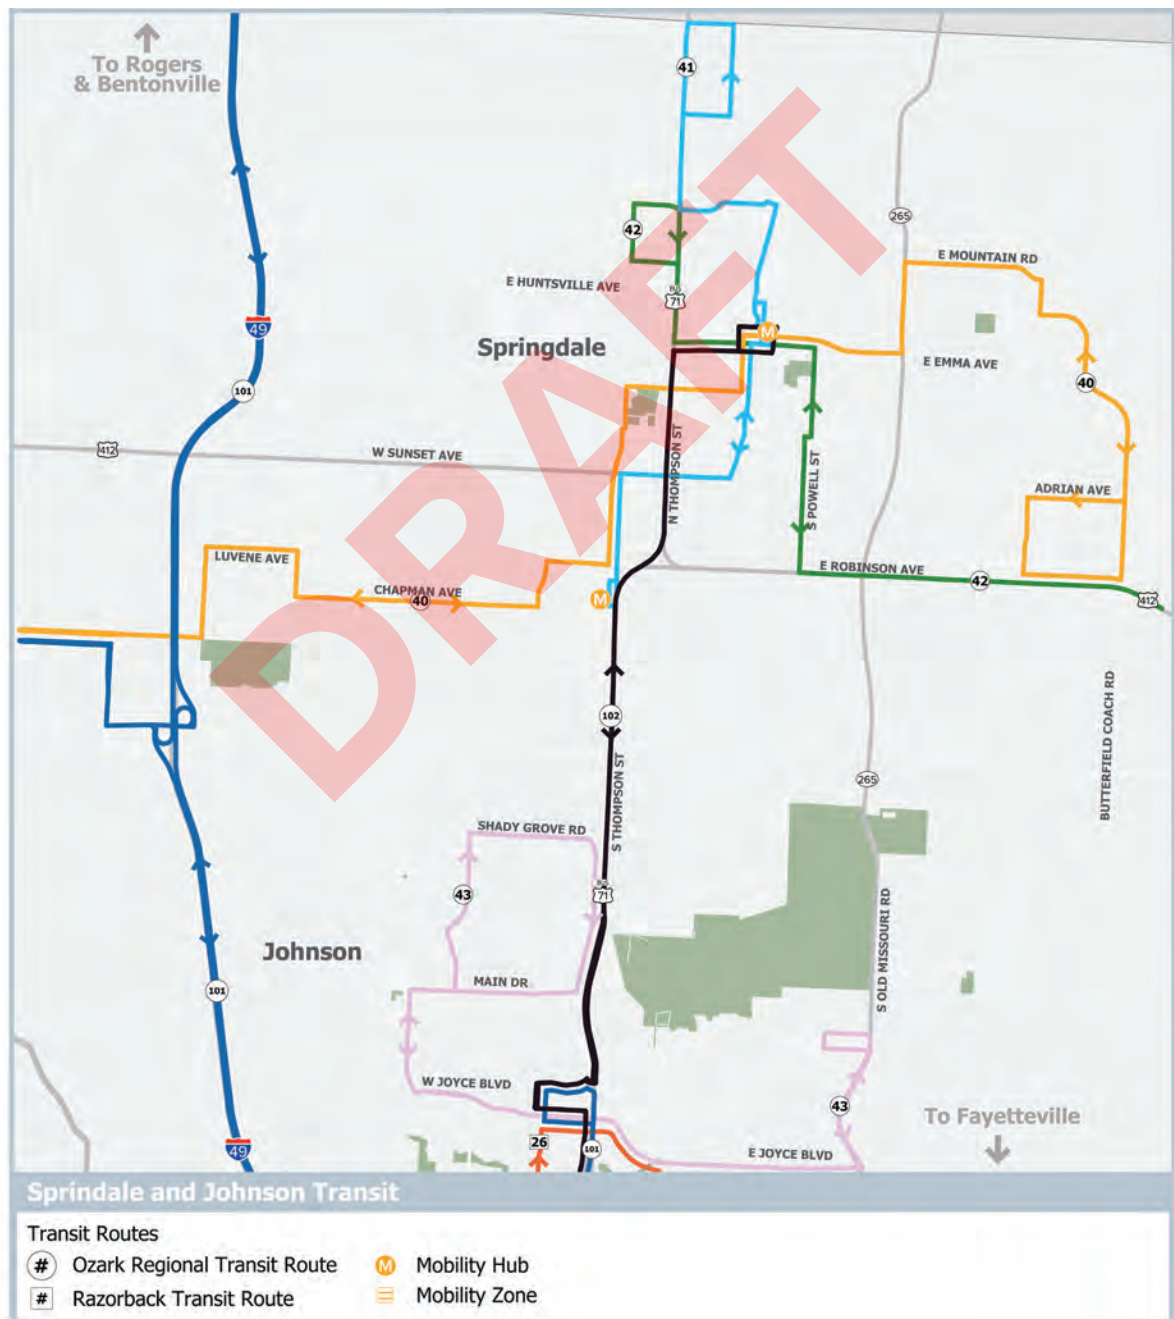 To Rogers
& Bentonville
41
265
42
E MOUNTAIN RD
E HUNTSVILLE AVE
BUS
71
49
M
Springdale
E EMMA AVE
40
101
412
W SUNSET AVE
N THOMPSON ST
S POWELL ST
ADRIAN AVE
LUVENE AVE
E ROBINSON AVE
42
CHAPMAN AVE
40
M
412
102
BUTTERFIELD COACH RD
S THOMPSON ST
265
SHADY GROVE RD
43
BUS
71
Johnson
S OLD MISSOURI RD
MAIN DR
101
W JOYCE BLVD
43
To Fayetteville
26
49
101
E JOYCE BLVD
DRAFT
Sprindale and Johnson Transit
Transit Routes
# Ozark Regional Transit Route
M Mobility Hub
# Razorback Transit Route
Mobility Zone